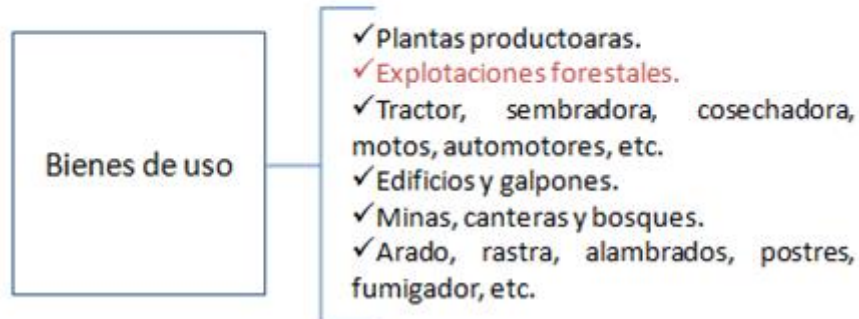 Bienes de uso
✓Plantas productoaras.
✓Explotaciones forestales.
✓Tractor, sembradora, cosechadora,
motos, automotores, etc.
✓Edificios y galpones.
✓Minas, canteras y bosques.
✓Arado, rastra, alambrados, postres,
fumigador, etc.